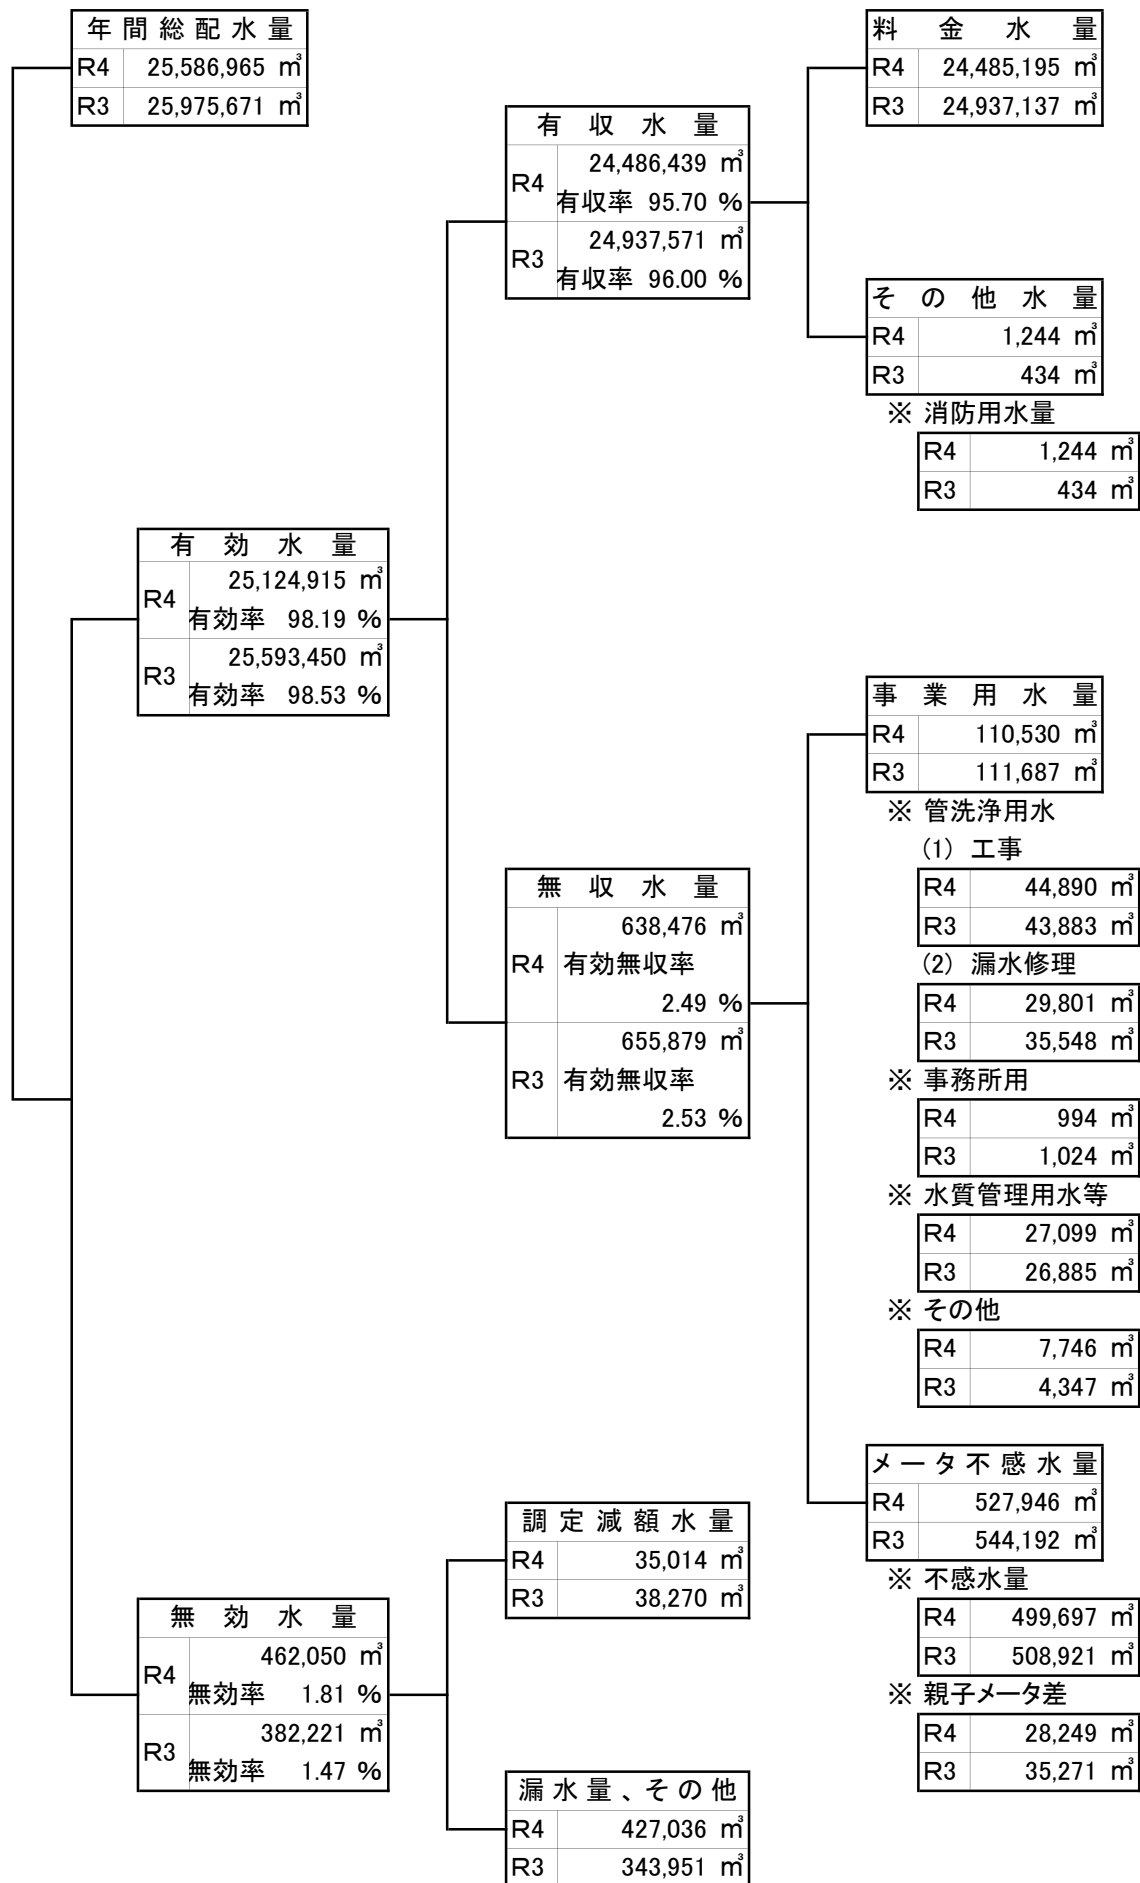 年間総配水量
R4 25,586,965 ㎥
R3 25,975,671 ㎥
有効水量
R4 25,124,915 ㎥
有効率 98.19 %
R3 25,593,450 ㎥
有効率 98.53 %
無効水量
R4 462,050 ㎥
無効率 1.81 %
R3 382,221 ㎥
無効率 1.47 %
有収水量
R4 24,486,439 ㎥
有収率 95.70 %
R3 24,937,571 ㎥
有収率 96.00 %
無収水量
R4 638,476 ㎥
有効無収率
2.49 %
R3 655,879 ㎥
有効無収率
2.53 %
調定減額水量
R4 35,014 ㎥
R3 38,270 ㎥
漏水量、その他
R4 427,036 ㎥
R3 343,951 ㎥
料金水量
R4 24,485,195 ㎥
R3 24,937,137 ㎥
その他水量
R4 1,244 ㎥
R3 434 ㎥
※ 消防用水量
R4 1,244 ㎥
R3 434 ㎥
事業用水量
R4 110,530 ㎥
R3 111,687 ㎥
※ 管洗浄用水
(1) 工事
R4 44,890 ㎥
R3 43,883 ㎥
(2) 漏水修理
R4 29,801 ㎥
R3 35,548 ㎥
※ 事務所用
R4 994 ㎥
R3 1,024 ㎥
※ 水質管理用水等
R4 27,099 ㎥
R3 26,885 ㎥
※ その他
R4 7,746 ㎥
R3 4,347 ㎥
メータ不感水量
R4 527,946 ㎥
R3 544,192 ㎥
※ 不感水量
R4 499,697 ㎥
R3 508,921 ㎥
※ 親子メータ差
R4 28,249 ㎥
R3 35,271 ㎥